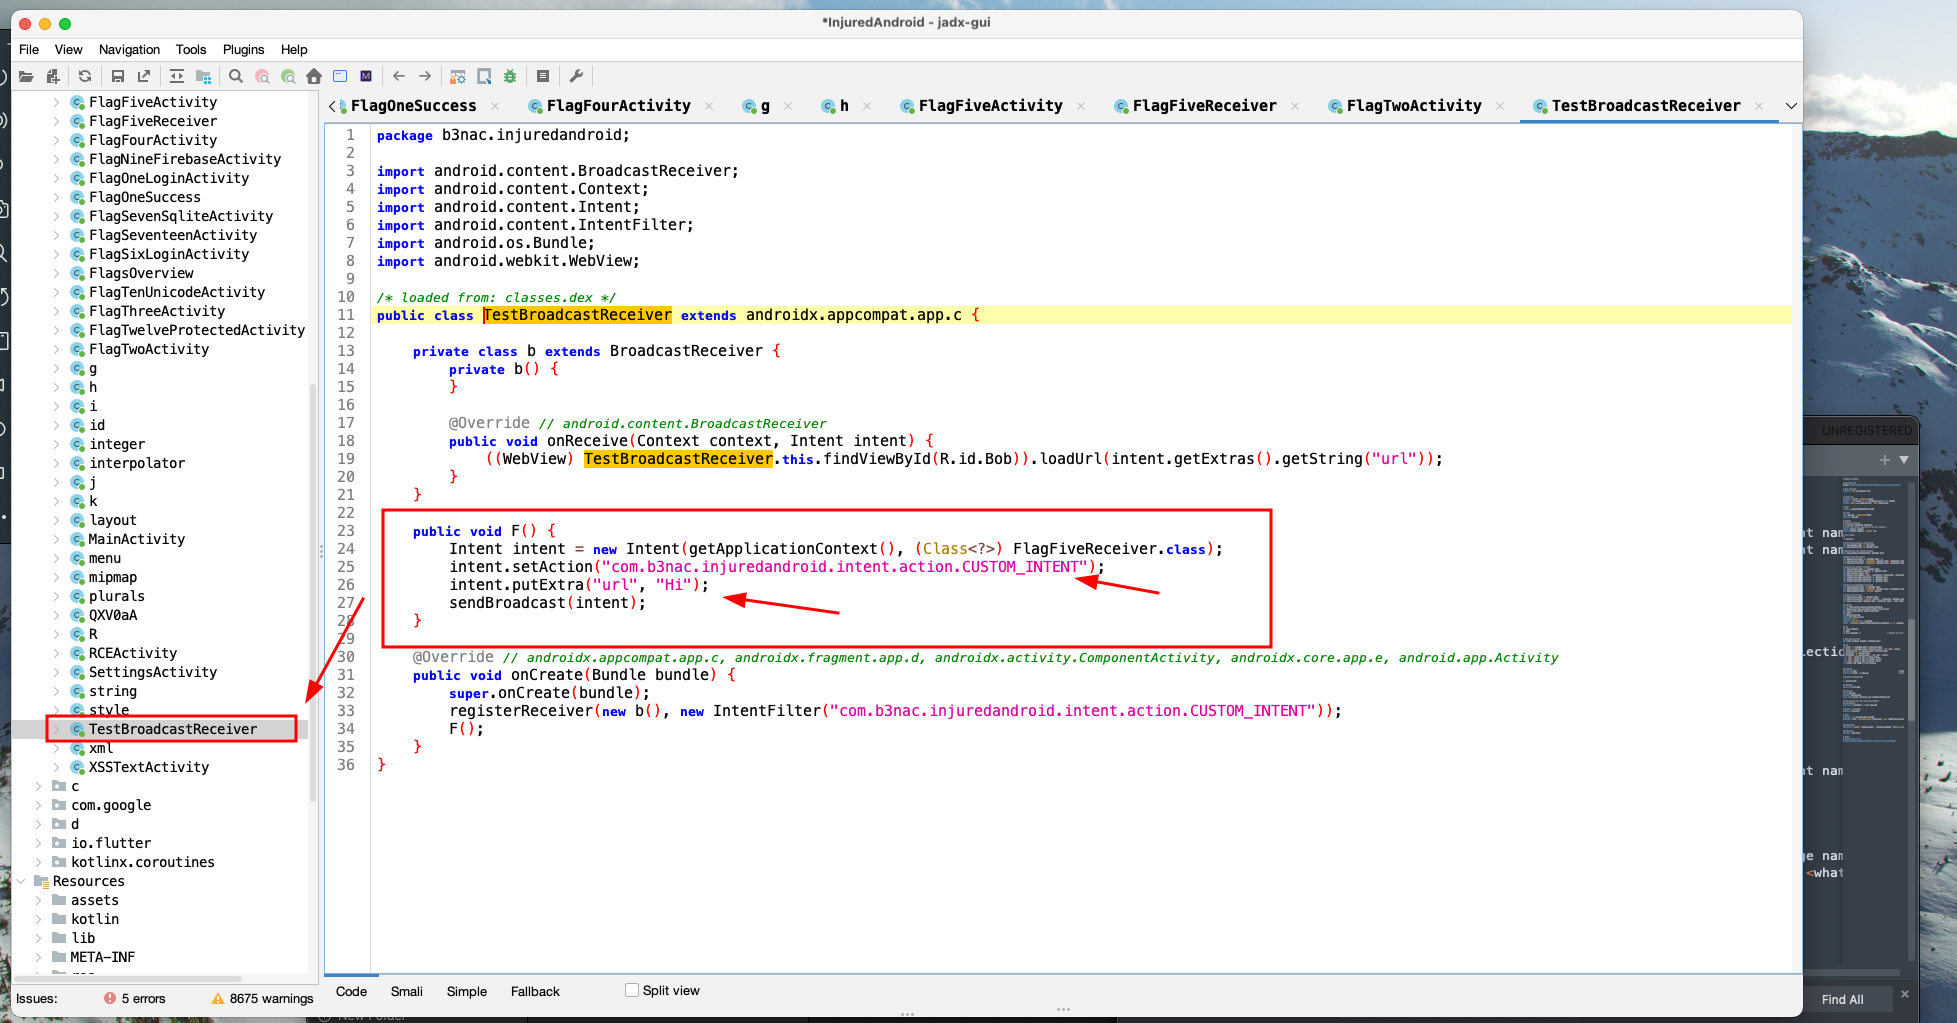 *InjuredAndroid - jadx-gui
File View Navigation Tools Plugins Help
FlagOneSuccess FlagFourActivity g h FlagFiveActivity FlagFiveReceiver FlagTwoActivity TestBroadcastReceiver
FlagFiveActivity
FlagFiveReceiver
FlagFourActivity
FlagNineFirebaseActivity
FlagOneLoginActivity
FlagOneSuccess
FlagSevenSqliteActivity
FlagSeventeenActivity
FlagSixLoginActivity
FlagsOverview
FlagTenUnicodeActivity
FlagThreeActivity
FlagTwelveProtectedActivity
FlagTwoActivity
g
h
i
id
integer
interpolator
j
k
layout
MainActivity
menu
mipmap
plurals
QXV0aA
R
RCEActivity
SettingsActivity
string
style
TestBroadcastReceiver
xml
XSSTextActivity
c
com.google
d
io.flutter
kotlinx.coroutines
Resources
assets
kotlin
lib
META-INF
1 package b3nac.injuredandroid;
2
3 import android.content.BroadcastReceiver;
4 import android.content.Context;
5 import android.content.Intent;
6 import android.content.IntentFilter;
7 import android.os.Bundle;
8 import android.webkit.WebView;
9
10 /* loaded from: classes.dex */
11 public class TestBroadcastReceiver extends androidx.appcompat.app.c {
12
13 private class b extends BroadcastReceiver {
14 private b() {
15 }
16
17 @Override // android.content.BroadcastReceiver
18 public void onReceive(Context context, Intent intent) {
19 ((WebView) TestBroadcastReceiver.this.findViewById(R.id.Bob)).loadUrl(intent.getExtras().getString("url"));
20 }
21 }
22
23 public void F() {
24 Intent intent = new Intent(getApplicationContext(), (Class<?>) FlagFiveReceiver.class);
25 intent.setAction("com.b3nac.injuredandroid.intent.action.CUSTOM_INTENT");
26 intent.putExtra("url", "Hi");
27 sendBroadcast(intent);
28 }
29
30 @Override // androidx.appcompat.app.c, androidx.fragment.app.d, androidx.activity.ComponentActivity, androidx.core.app.e, android.app.Activity
31 public void onCreate(Bundle bundle) {
32 super.onCreate(bundle);
33 registerReceiver(new b(), new IntentFilter("com.b3nac.injuredandroid.intent.action.CUSTOM_INTENT"));
34 F();
35 }
36 }
Issues: 5 errors 8675 warnings
Code Smali Simple Fallback Split view
UNREGISTERED
nam
nam
lectio
nam
nam
<what
Find All
New Folder